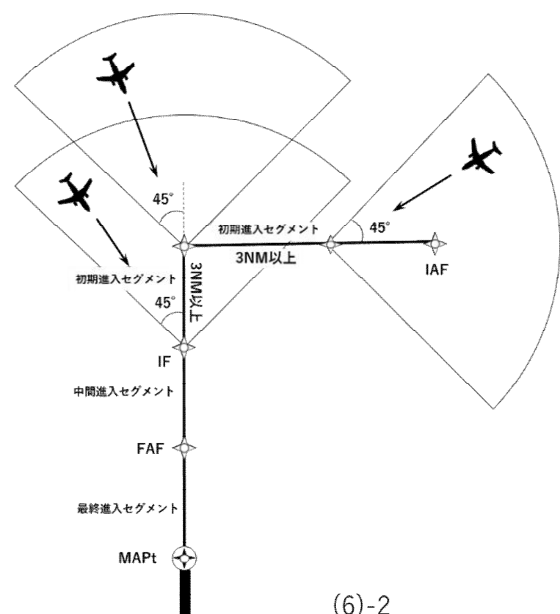 45°
初期進入セグメント
45°
3NM以上
IAF
初期進入セグメント
3NM以上
45°
IF
中間進入セグメント
FAF
最終進入セグメント
MAPt
(6)-2